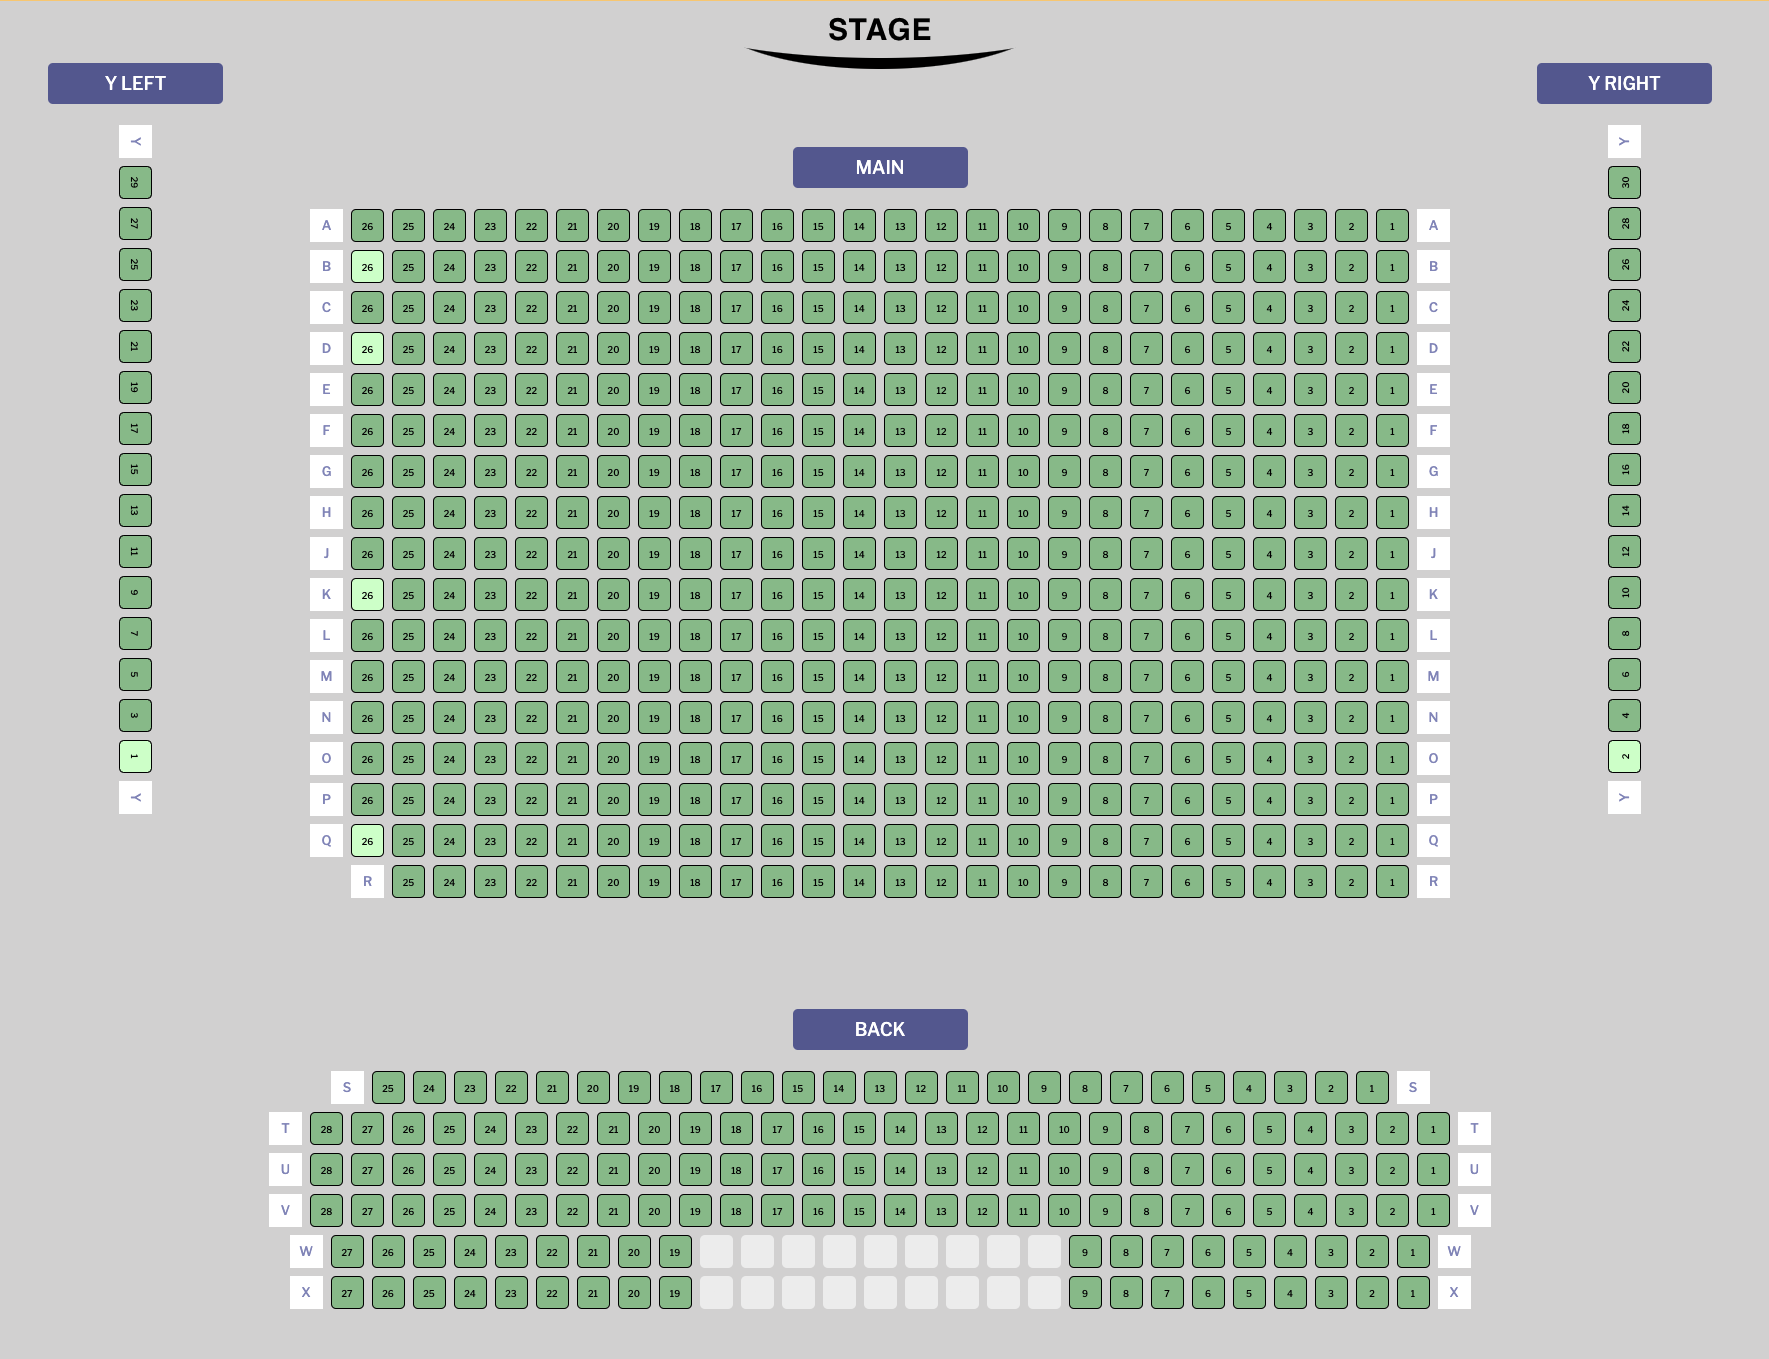 STAGE
Y LEFT
Y RIGHT
MAIN
Y
29
27
25
23
21
19
17
15
13
11
9
7
5
3
1
Y
A 26 25 24 23 22 21 20 19 18 17 16 15 14 13 12 11 10 9 8 7 6 5 4 3 2 1 A
B 26 25 24 23 22 21 20 19 18 17 16 15 14 13 12 11 10 9 8 7 6 5 4 3 2 1 B
C 26 25 24 23 22 21 20 19 18 17 16 15 14 13 12 11 10 9 8 7 6 5 4 3 2 1 C
D 26 25 24 23 22 21 20 19 18 17 16 15 14 13 12 11 10 9 8 7 6 5 4 3 2 1 D
E 26 25 24 23 22 21 20 19 18 17 16 15 14 13 12 11 10 9 8 7 6 5 4 3 2 1 E
F 26 25 24 23 22 21 20 19 18 17 16 15 14 13 12 11 10 9 8 7 6 5 4 3 2 1 F
G 26 25 24 23 22 21 20 19 18 17 16 15 14 13 12 11 10 9 8 7 6 5 4 3 2 1 G
H 26 25 24 23 22 21 20 19 18 17 16 15 14 13 12 11 10 9 8 7 6 5 4 3 2 1 H
J 26 25 24 23 22 21 20 19 18 17 16 15 14 13 12 11 10 9 8 7 6 5 4 3 2 1 J
K 26 25 24 23 22 21 20 19 18 17 16 15 14 13 12 11 10 9 8 7 6 5 4 3 2 1 K
L 26 25 24 23 22 21 20 19 18 17 16 15 14 13 12 11 10 9 8 7 6 5 4 3 2 1 L
M 26 25 24 23 22 21 20 19 18 17 16 15 14 13 12 11 10 9 8 7 6 5 4 3 2 1 M
N 26 25 24 23 22 21 20 19 18 17 16 15 14 13 12 11 10 9 8 7 6 5 4 3 2 1 N
O 26 25 24 23 22 21 20 19 18 17 16 15 14 13 12 11 10 9 8 7 6 5 4 3 2 1 O
P 26 25 24 23 22 21 20 19 18 17 16 15 14 13 12 11 10 9 8 7 6 5 4 3 2 1 P
Q 26 25 24 23 22 21 20 19 18 17 16 15 14 13 12 11 10 9 8 7 6 5 4 3 2 1 Q
R 25 24 23 22 21 20 19 18 17 16 15 14 13 12 11 10 9 8 7 6 5 4 3 2 1 R
Y
30
28
26
24
22
20
18
16
14
12
10
8
6
4
2
Y
BACK
S 25 24 23 22 21 20 19 18 17 16 15 14 13 12 11 10 9 8 7 6 5 4 3 2 1 S
T 28 27 26 25 24 23 22 21 20 19 18 17 16 15 14 13 12 11 10 9 8 7 6 5 4 3 2 1 T
U 28 27 26 25 24 23 22 21 20 19 18 17 16 15 14 13 12 11 10 9 8 7 6 5 4 3 2 1 U
V 28 27 26 25 24 23 22 21 20 19 18 17 16 15 14 13 12 11 10 9 8 7 6 5 4 3 2 1 V
W 27 26 25 24 23 22 21 20 19 9 8 7 6 5 4 3 2 1 W
X 27 26 25 24 23 22 21 20 19 9 8 7 6 5 4 3 2 1 X